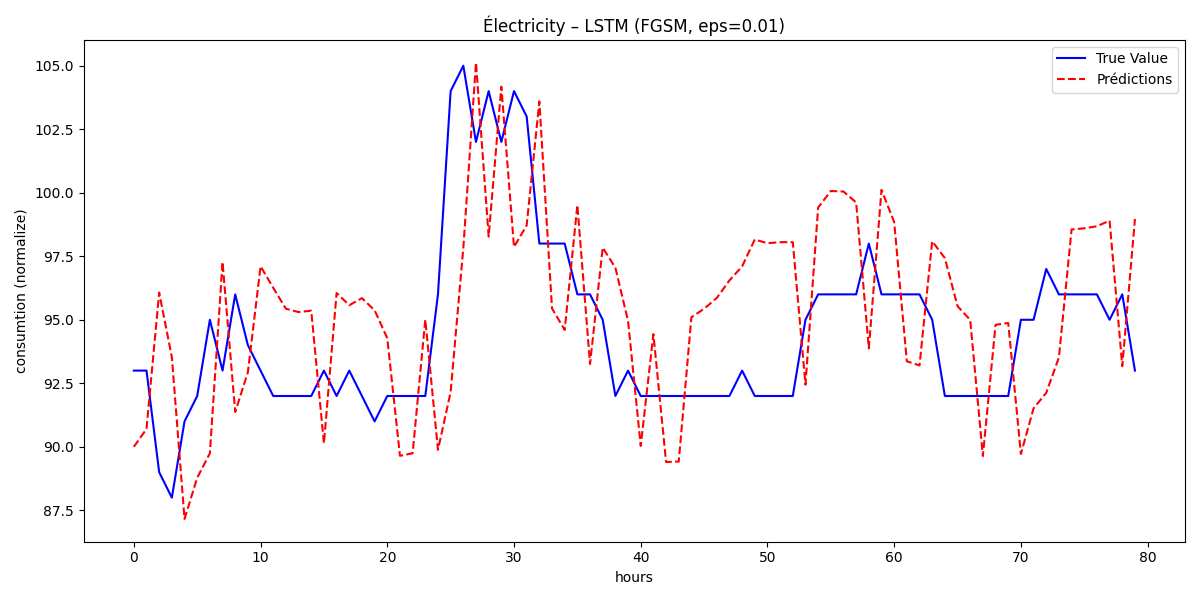 Électricity – LSTM (FGSM, eps=0.01)
True Value
Prédictions
consumtion (normalize)
105.0
102.5
100.0
97.5
95.0
92.5
90.0
87.5
0 10 20 30 40 50 60 70 80
hours